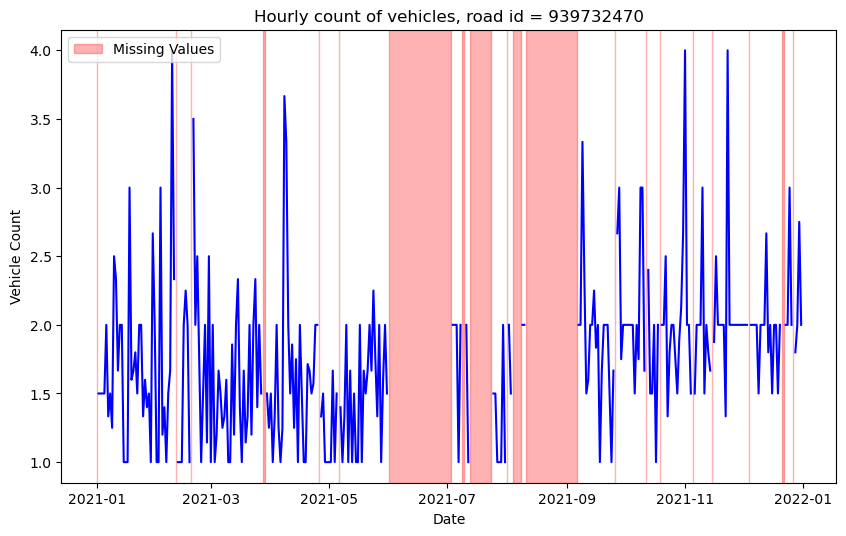 Hourly count of vehicles, road id = 939732470
Missing Values
Vehicle Count
4.0
3.5
3.0
2.5
2.0
1.5
1.0
2021-01 2021-03 2021-05 2021-07 2021-09 2021-11 2022-01
Date